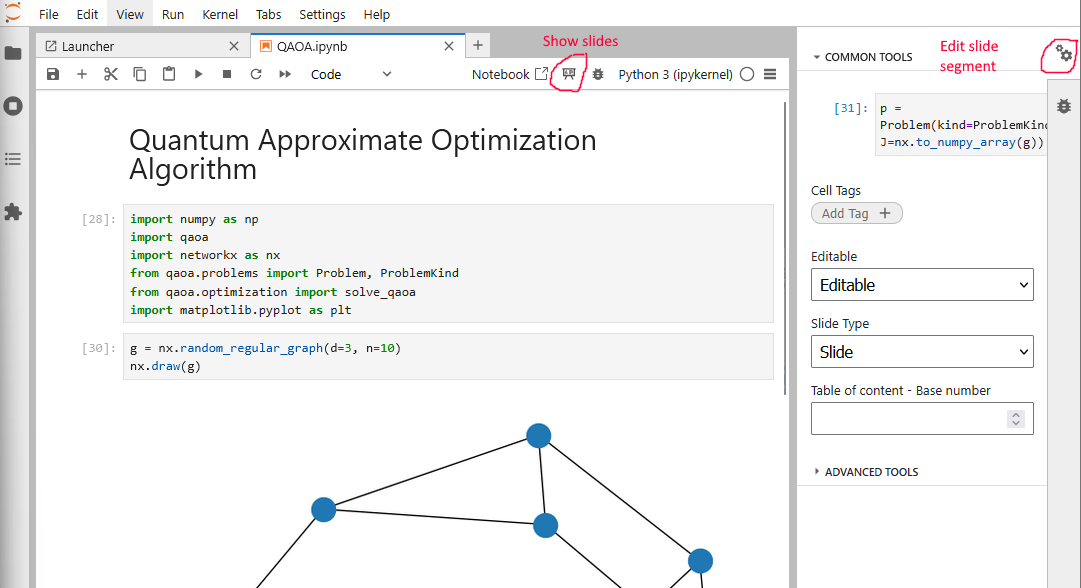 File Edit View Run Kernel Tabs Settings Help
Launcher
QAOA.ipynb
Show slides
Code
Notebook
Python 3 (ipykernel)
COMMON TOOLS
Edit slide
segment
Quantum Approximate Optimization
Algorithm
[28]:
import numpy as np
import qaoa
import networkx as nx
from qaoa.problems import Problem, ProblemKind
from qaoa.optimization import solve_qaoa
import matplotlib.pyplot as plt
[30]:
g = nx.random_regular_graph(d=3, n=10)
nx.draw(g)
[31]:
p =
Problem(kind=ProblemKind
J=nx.to_numpy_array(g))
Cell Tags
Add Tag +
Editable
Editable
Slide Type
Slide
Table of content - Base number
ADVANCED TOOLS